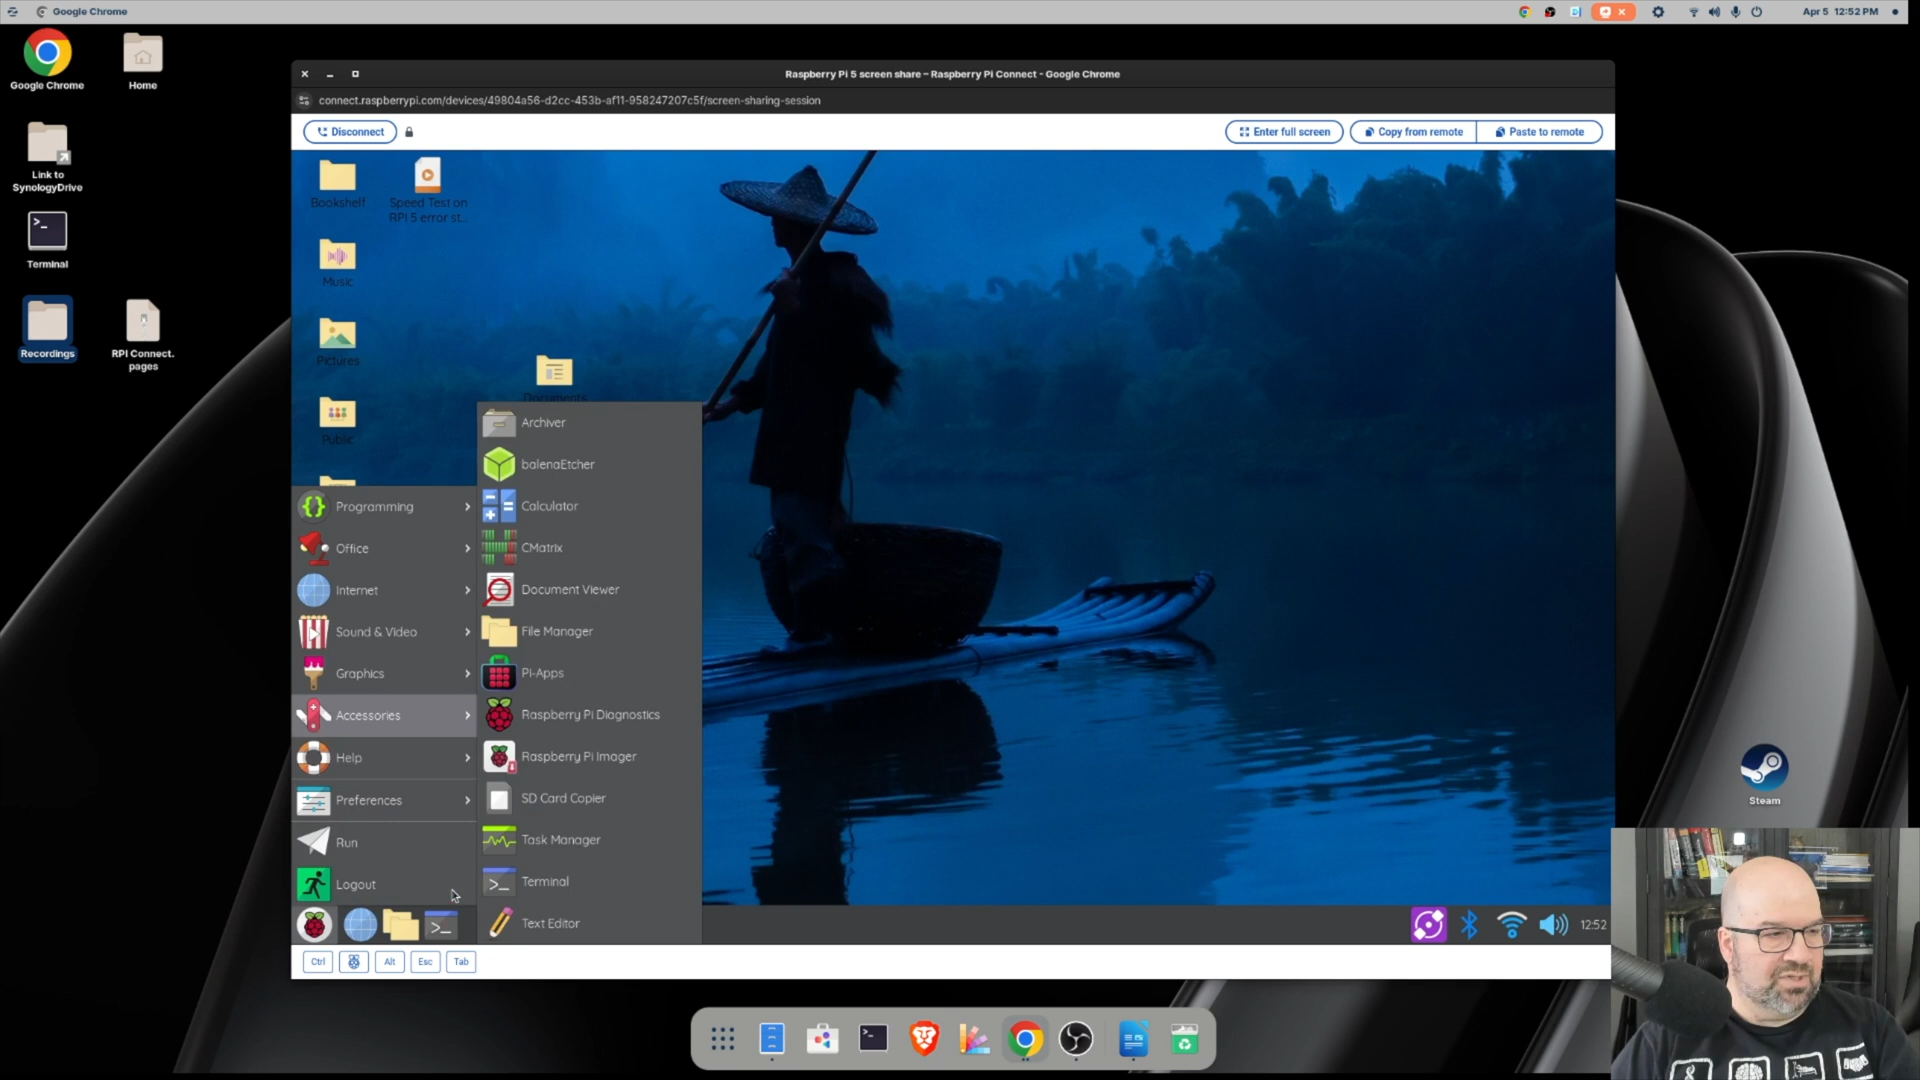 Google Chrome
Apr 5 12:52 PM
Google Chrome
Home
Link to
SynologyDrive
Terminal
Recordings
RPI Connect.
pages
Steam
Raspberry Pi 5 screen share – Raspberry Pi Connect - Google Chrome
connect.raspberrypi.com/devices/49804a56-d2cc-453b-af11-958247207c5f/screen-sharing-session
Disconnect
Enter full screen
Copy from remote
Paste to remote
Bookshelf
Speed Test on
RPI 5 error st...
Music
Pictures
Public
Documents
Programming
Office
Internet
Sound & Video
Graphics
Accessories
Help
Preferences
Run
Logout
Archiver
balenaEtcher
Calculator
CMatrix
Document Viewer
File Manager
Pi-Apps
Raspberry Pi Diagnostics
Raspberry Pi Imager
SD Card Copier
Task Manager
Terminal
Text Editor
12:52
Ctrl
Alt
Esc
Tab